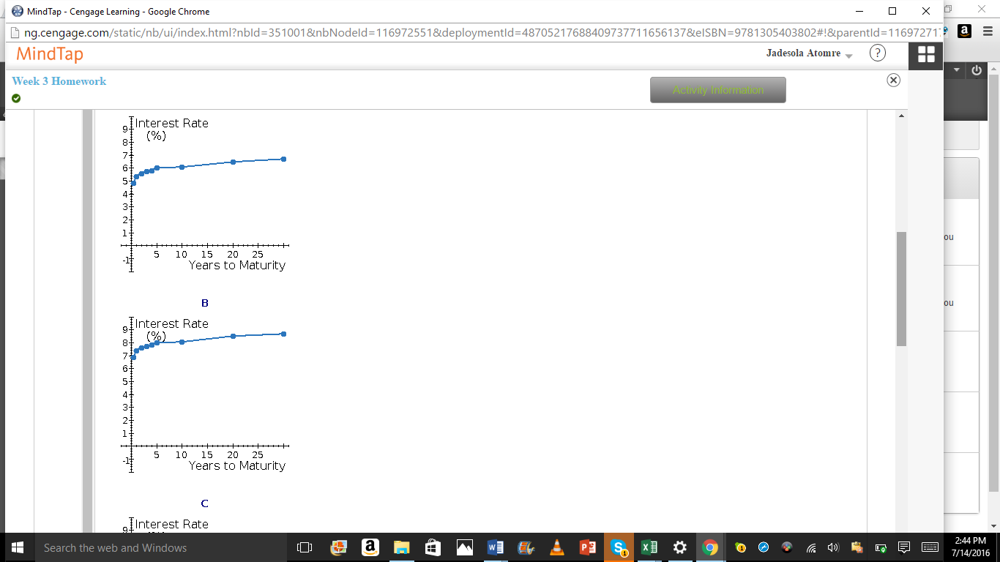 MindTap - Cengage Learning - Google Chrome
ng.cengage.com/static/nb/ui/index.html?nbId=351001&nbNodeId=116972551&deploymentId=48705217688409737711656137&eISBN=9781305403802#!&parentId=11697271
MindTap
Jadesola Atomre
?
Week 3 Homework
Activity Information
Interest Rate
(%)
9
8
7
6
5
4
3
2
1
-1
5 10 15 20 25
Years to Maturity
B
Interest Rate
(%)
9
8
7
6
5
4
3
2
1
-1
5 10 15 20 25
Years to Maturity
C
Interest Rate
9
ou
ou
Search the web and Windows
2:44 PM
7/14/2016